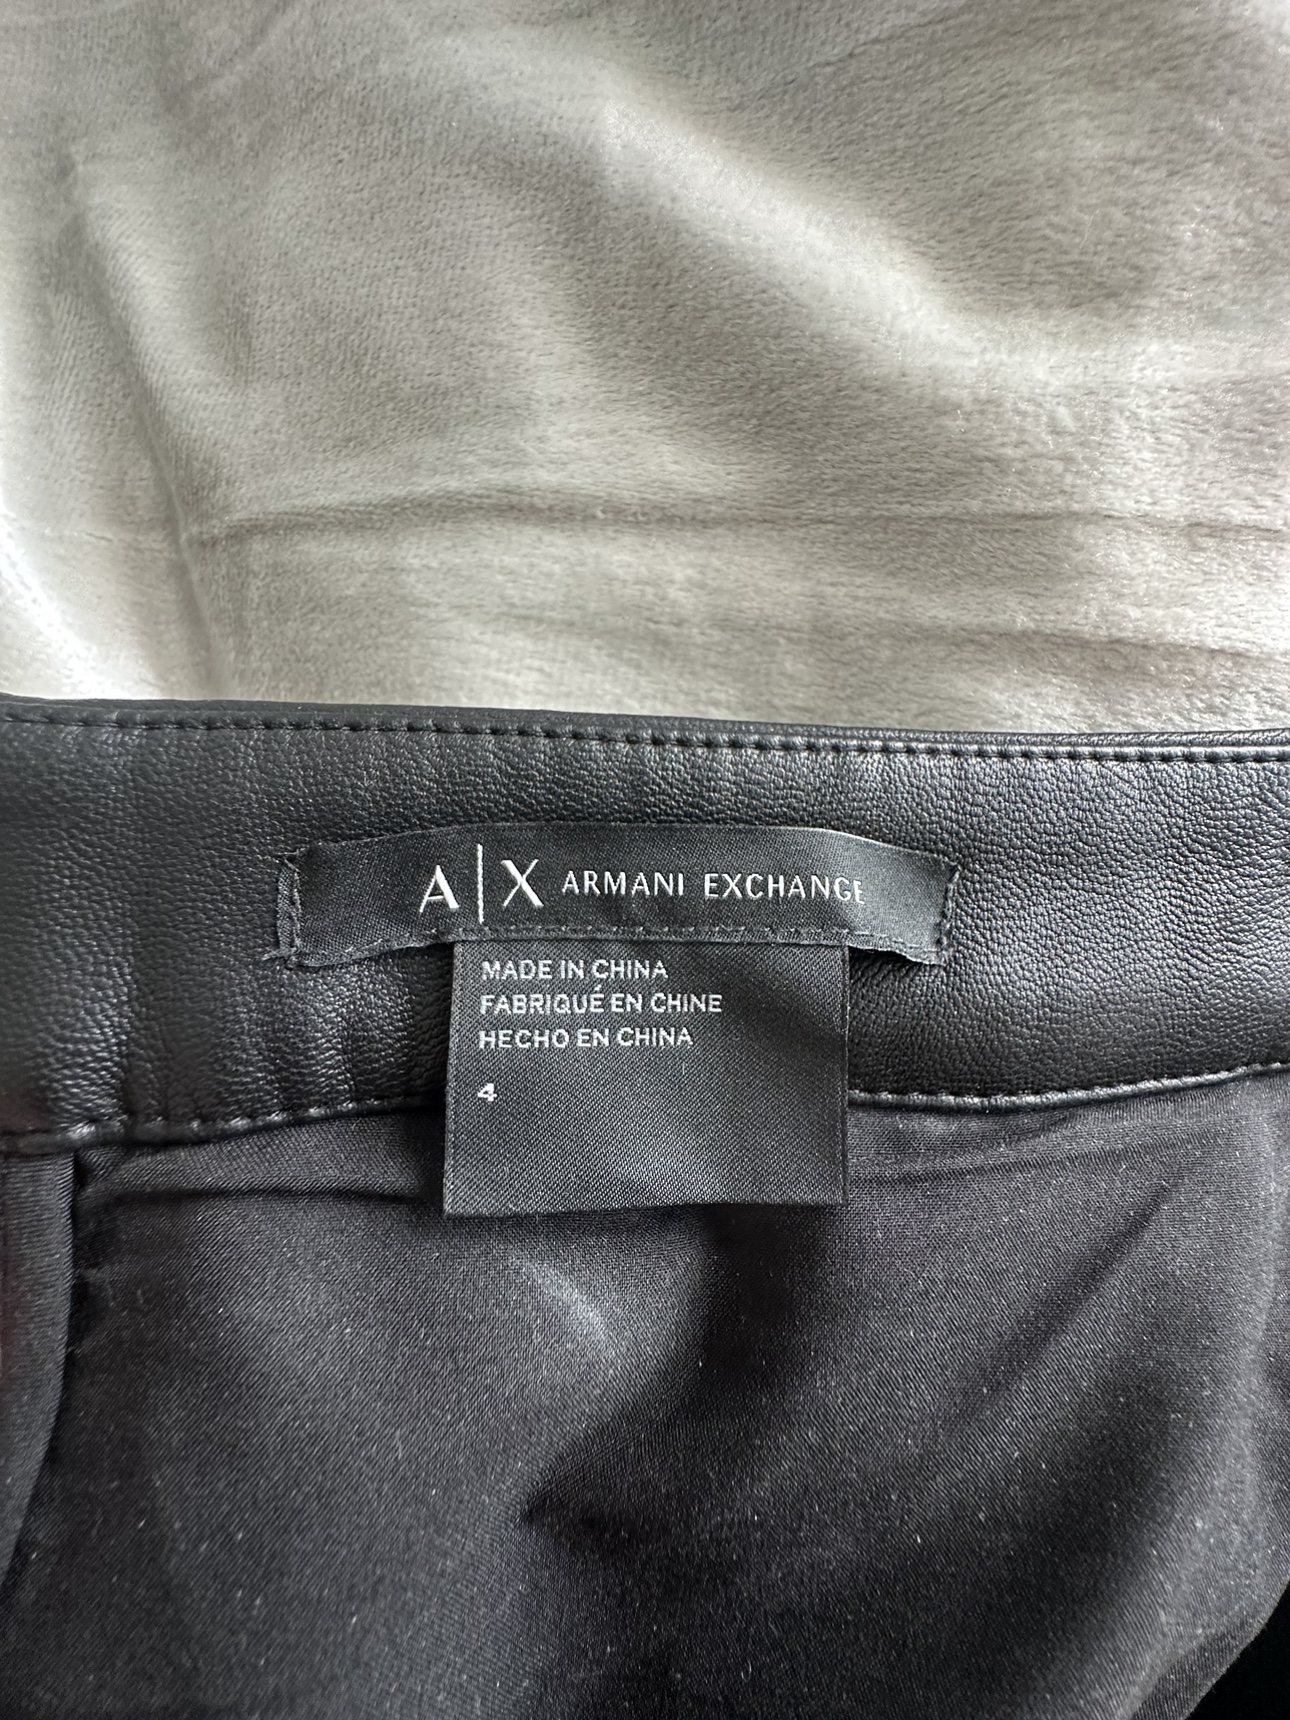 A|X ARMANI EXCHANGE
MADE IN CHINA
FABRIQUÉ EN CHINE
HECHO EN CHINA
4